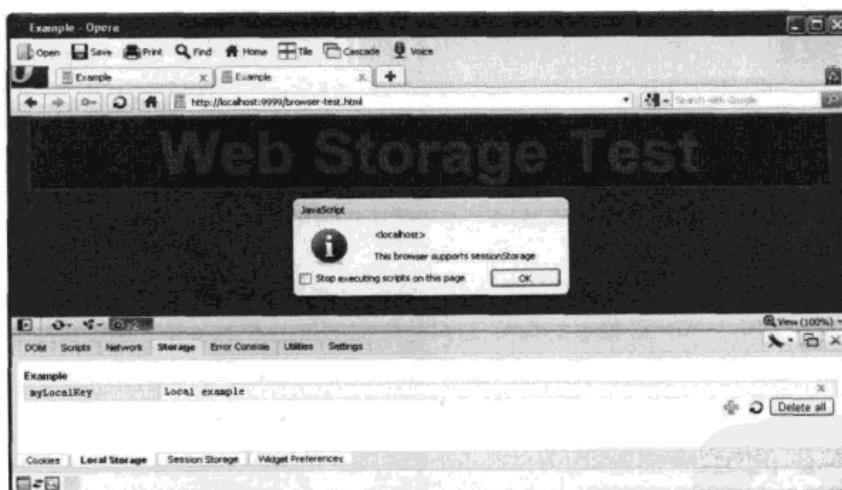 Example - Opera
Open Save Print Find Home Tile Cascade Voice
Example x Example x +
http://localhost:9999/browser-test.html Search with Google
Web Storage Test
JavaScript
<localhost>
This browser supports sessionStorage
Stop executing scripts on this page OK
View (100%)
DOM Scripts Network Storage Error Console Utilities Settings
Example
myLocalKey Local example
Delete all
Cookies Local Storage Session Storage Widget Preferences